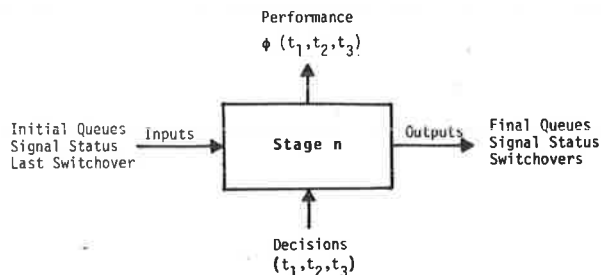 Performance
ϕ (t₁,t₂,t₃)
Initial Queues
Signal Status
Last Switchover
Inputs
Stage n
Outputs
Final Queues
Signal Status
Switchovers
Decisions
(t₁,t₂,t₃)